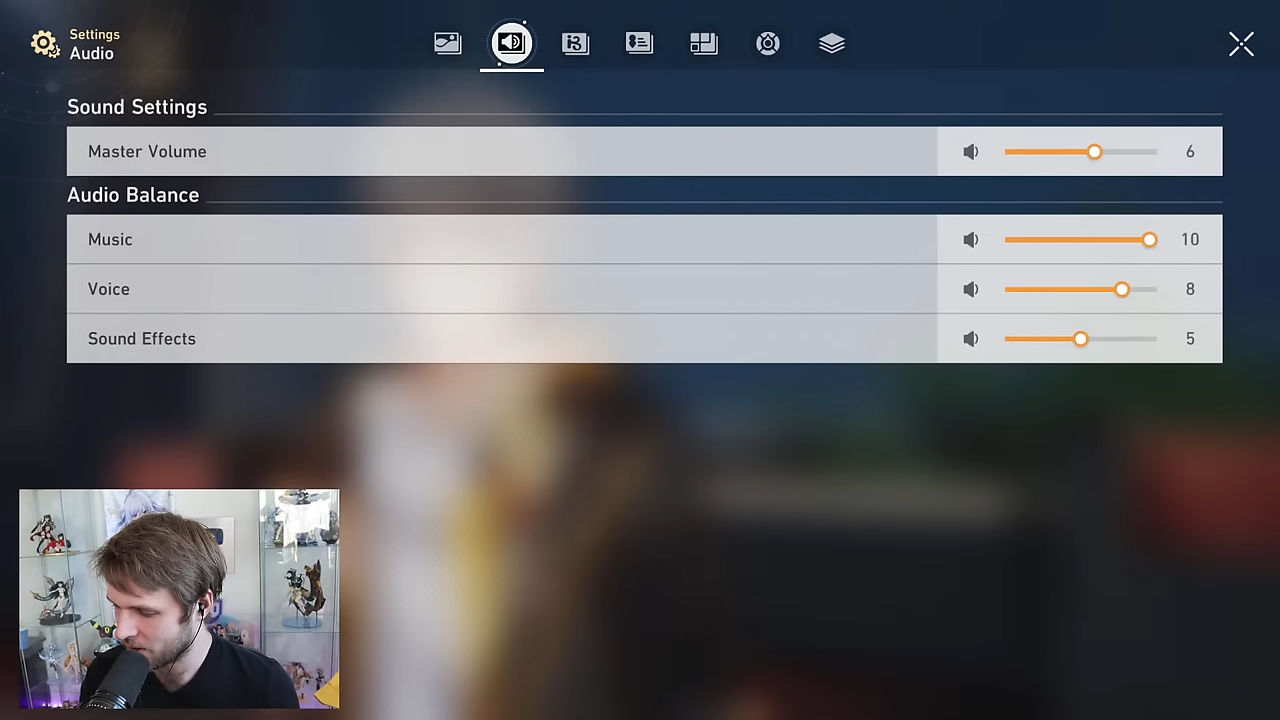 Settings
Audio
Sound Settings
Master Volume 6
Audio Balance
Music 10
Voice 8
Sound Effects 5